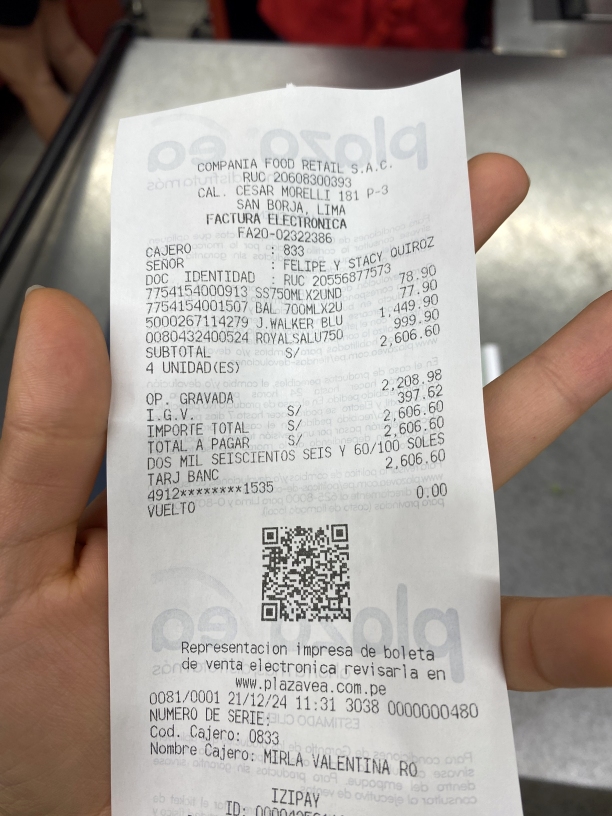 COMPANIA FOOD RETAIL S.A.C.
RUC 20608300393
CAL. CESAR MORELLI 181 P-3
SAN BORJA, LIMA
FACTURA ELECTRONICA
FA20-02322386
CAJERO : 833
SEÑOR : FELIPE Y STACY QUIROZ
DOC IDENTIDAD : RUC 20556877573
7754154000913 SS750MLX2UND 78.90
7754154001507 BAL 700MLX2U 77.90
5000267114279 J.WALKER BLU 1,449.90
0080432400524 ROYALSALU750 999.90
SUBTOTAL S/ 2,606.60
4 UNIDAD(ES)
OP. GRAVADA 2,208.98
I.G.V. S/ 397.62
IMPORTE TOTAL S/ 2,606.60
TOTAL A PAGAR S/ 2,606.60
DOS MIL SEISCIENTOS SEIS Y 60/100 SOLES
TARJ BANC 2,606.60
4912********1535
VUELTO 0.00
Representacion impresa de boleta
de venta electronica revisarla en
www.plazavea.com.pe
0081/0001 21/12/24 11:31 3038 0000000480
NUMERO DE SERIE:
Cod. Cajero: 0833
Nombre Cajero: MIRLA VALENTINA RO
IZIPAY